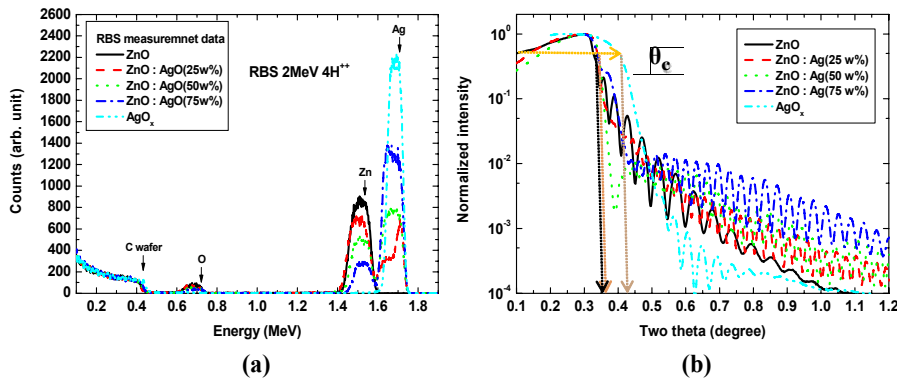 RBS measuremnet data
ZnO
ZnO : AgO(25w%)
ZnO : AgO(50w%)
ZnO : AgO(75w%)
AgOₓ
RBS 2MeV 4H⁺⁺
Ag
Zn
C wafer
O
2600
2400
2200
2000
1800
1600
1400
1200
1000
800
600
400
200
0
Counts (arb. unit)
0.2 0.4 0.6 0.8 1.0 1.2 1.4 1.6 1.8
Energy (MeV)
(a)
θc
ZnO
ZnO : Ag(25 w%)
ZnO : Ag(50 w%)
ZnO : Ag(75 w%)
AgOₓ
10⁰
10⁻¹
10⁻²
10⁻³
10⁻⁴
Normalized intensity
0.1 0.2 0.3 0.4 0.5 0.6 0.7 0.8 0.9 1.0 1.1 1.2
Two theta (degree)
(b)